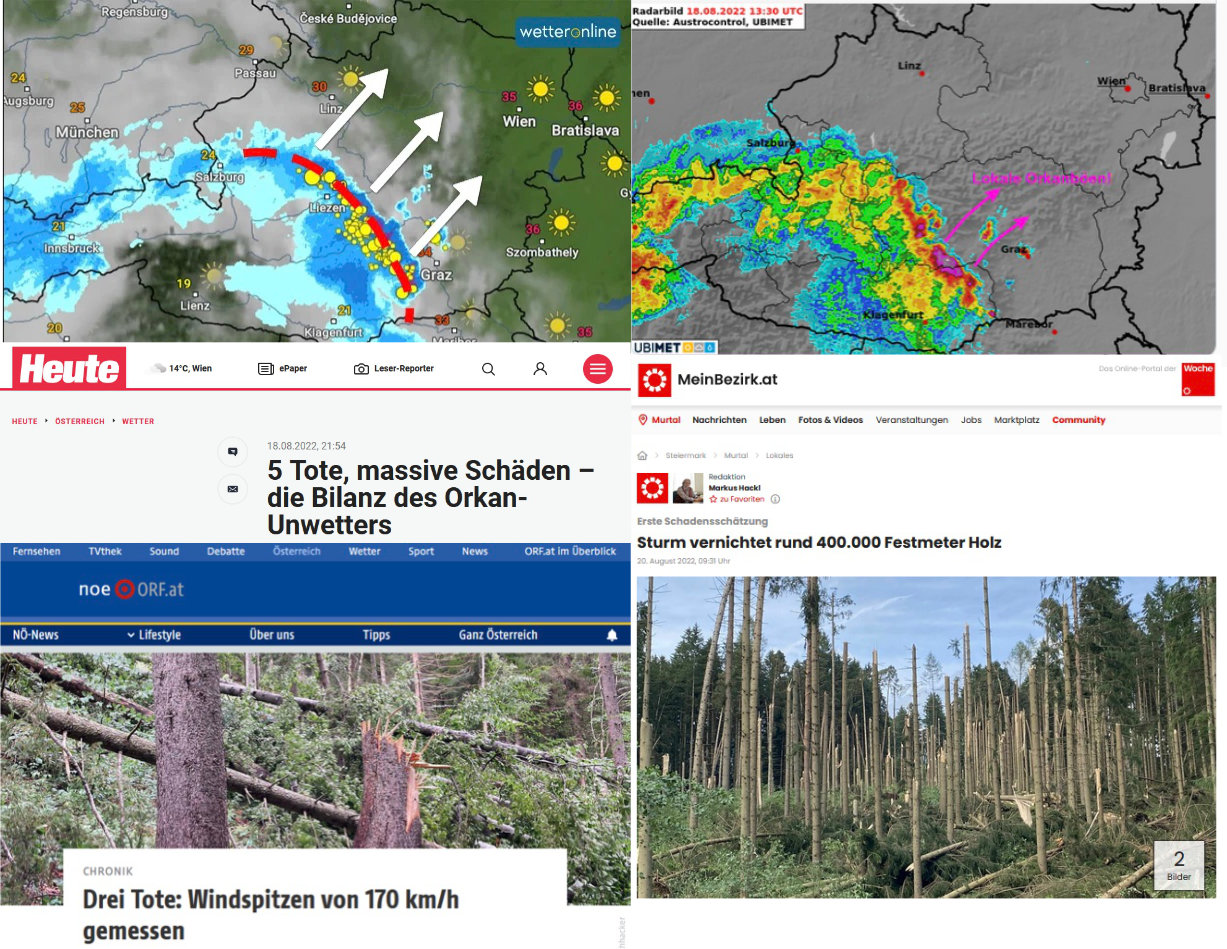 Regensburg
České Budějovice
wetteronline
29
Passau
24
Augsburg
25
München
30
Linz
35
Wien
36
Bratislava
24
Salzburg
Liezen
21
Innsbruck
36
Szombathely
Graz
19
Lienz
20
21
Klagenfurt
33
35
Radarbild 18.08.2022 13:30 UTC
Quelle: Austrocontrol, UBIMET
Linz
Wien
Bratislava
Salzburg
Lokale Orkanböen!
Graz
Klagenfurt
Maribor
UBIMET
Heute
14°C, Wien
ePaper
Leser-Reporter
HEUTE
ÖSTERREICH
WETTER
18.08.2022, 21:54
5 Tote, massive Schäden –
die Bilanz des Orkan-
Unwetters
Fernsehen TVthek Sound Debatte Österreich Wetter Sport News ORF.at im Überblick
noe ORF.at
NÖ-News Lifestyle Über uns Tipps Ganz Österreich
CHRONIK
Drei Tote: Windspitzen von 170 km/h
gemessen
MeinBezirk.at
Das Online-Portal der
Woche
Murtal Nachrichten Leben Fotos & Videos Veranstaltungen Jobs Marktplatz Community
Steiermark Murtal Lokales
Redaktion
Markus Hackl
zu Favoriten
Erste Schadensschätzung
Sturm vernichtet rund 400.000 Festmeter Holz
20. August 2022, 09:31 Uhr
2
Bilder